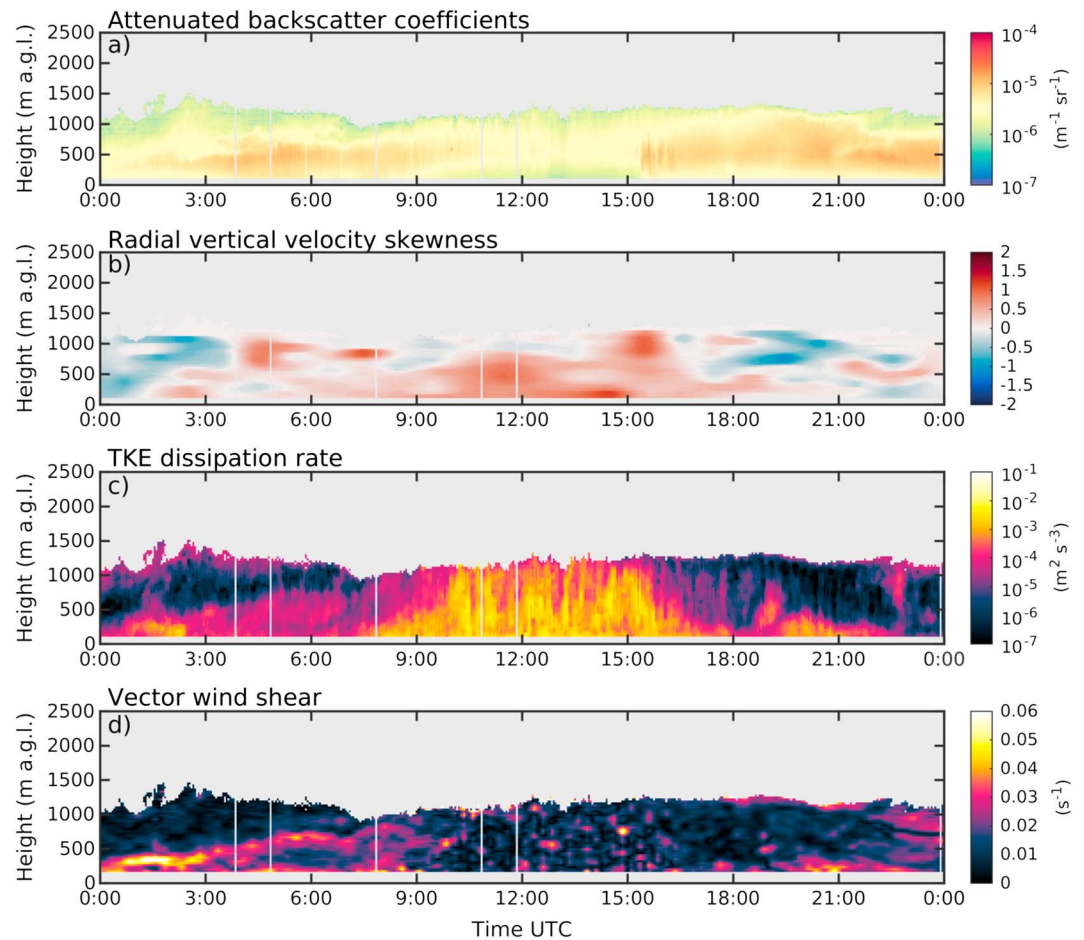 Attenuated backscatter coefficients
a)
Height (m a.g.l.)
2500
2000
1500
1000
500
0
0:00 3:00 6:00 9:00 12:00 15:00 18:00 21:00 0:00
10⁻⁴
10⁻⁵
10⁻⁶
10⁻⁷
(m⁻¹ sr⁻¹)
Radial vertical velocity skewness
b)
Height (m a.g.l.)
2500
2000
1500
1000
500
0
0:00 3:00 6:00 9:00 12:00 15:00 18:00 21:00 0:00
2
1.5
1
0.5
0
-0.5
-1
-1.5
-2
TKE dissipation rate
c)
Height (m a.g.l.)
2500
2000
1500
1000
500
0
0:00 3:00 6:00 9:00 12:00 15:00 18:00 21:00 0:00
10⁻¹
10⁻²
10⁻³
10⁻⁴
10⁻⁵
10⁻⁶
10⁻⁷
(m² s⁻³)
Vector wind shear
d)
Height (m a.g.l.)
2500
2000
1500
1000
500
0
0:00 3:00 6:00 9:00 12:00 15:00 18:00 21:00 0:00
0.06
0.05
0.04
0.03
0.02
0.01
0
(s⁻¹)
Time UTC